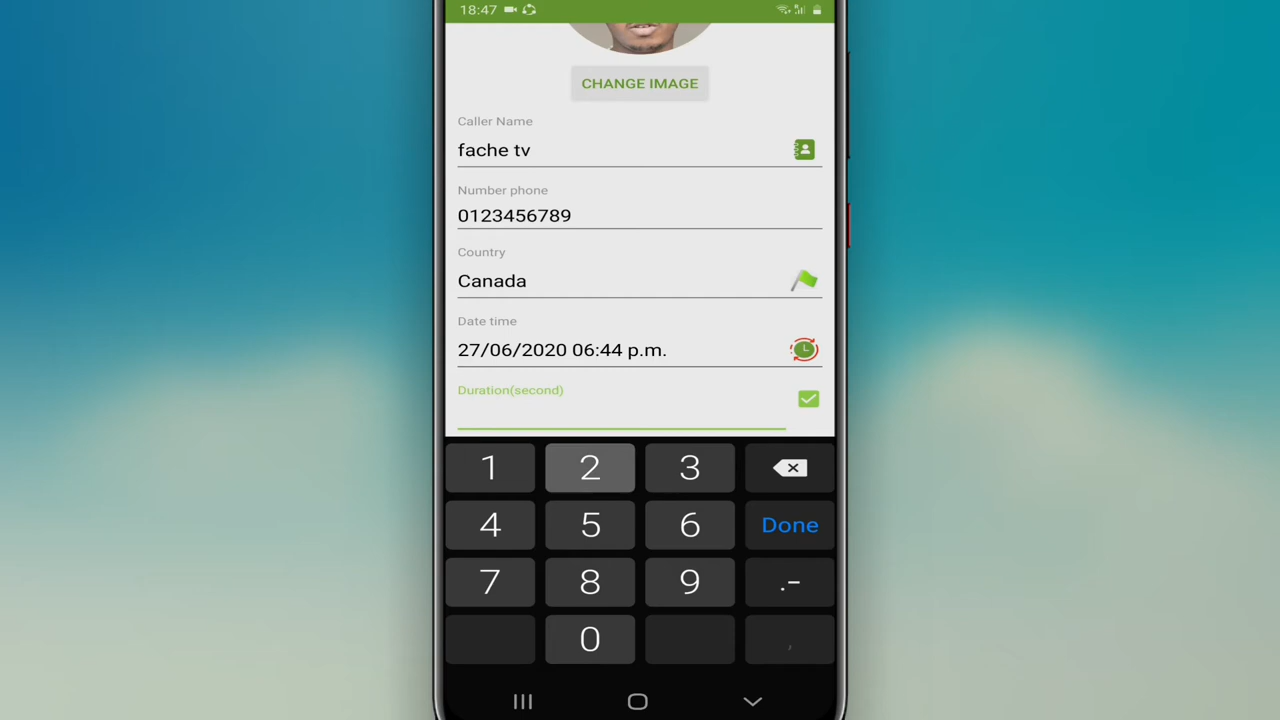 18:47
CHANGE IMAGE
Caller Name
fache tv
Number phone
0123456789
Country
Canada
Date time
27/06/2020 06:44 p.m.
Duration(second)
1 2 3
4 5 6 Done
7 8 9 .-
0 ,